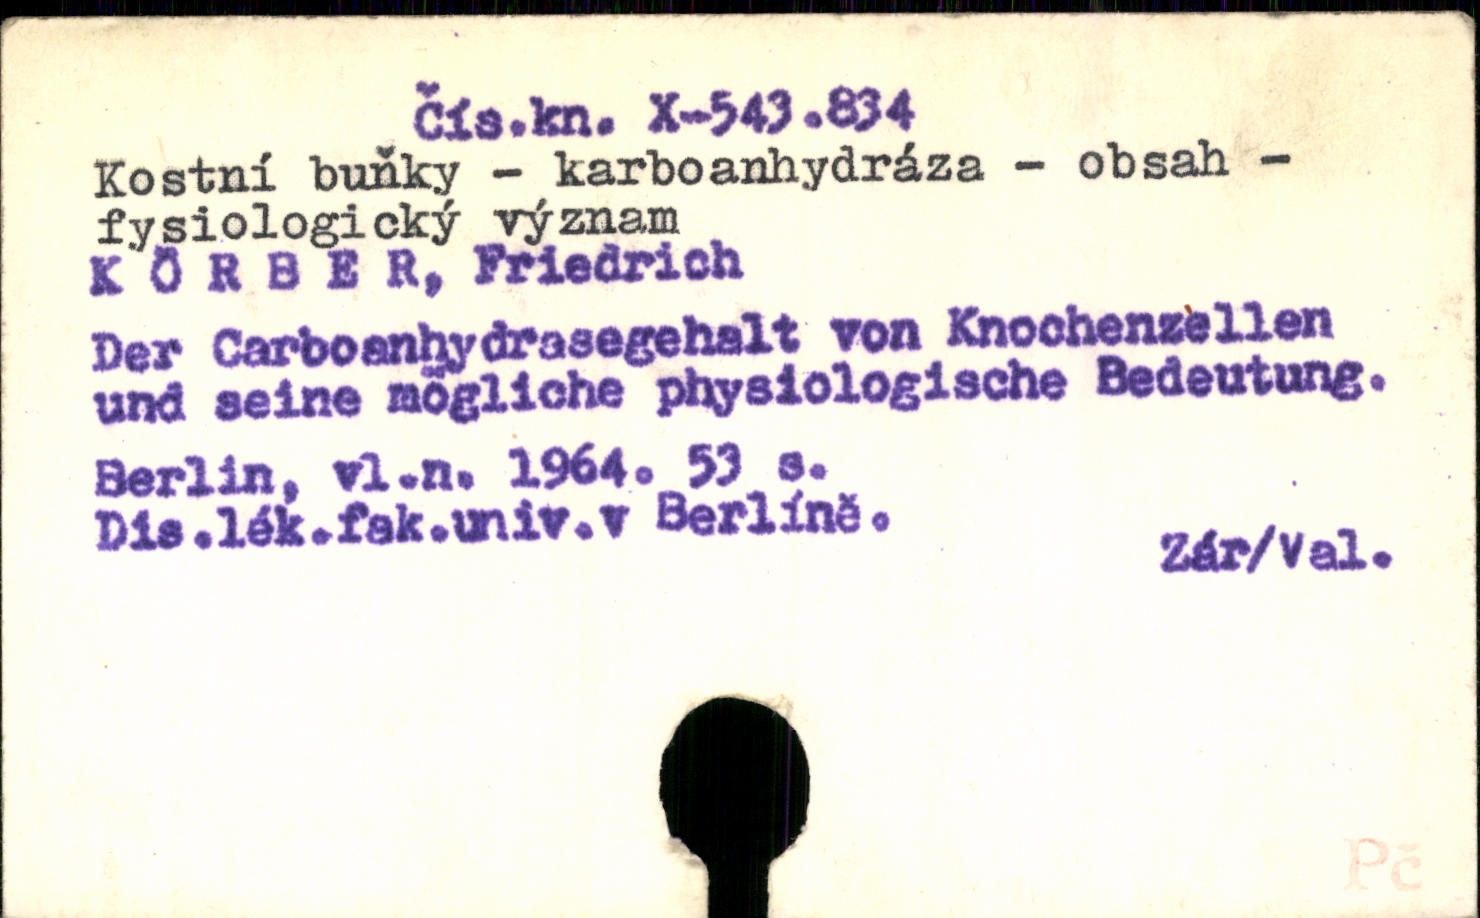 Čís.kn. X-543.834
Kostní buňky - karboanhydráza - obsah -
fysiologický význam
K Ö R B E R, Friedrich
Der Carboanhydrasegehalt von Knochenzellen
und seine mögliche physiologische Bedeutung.
Berlin, vl.n. 1964. 53 s.
Dis.lék.fak.univ.v Berlíně.
Zár/Val.
Pč